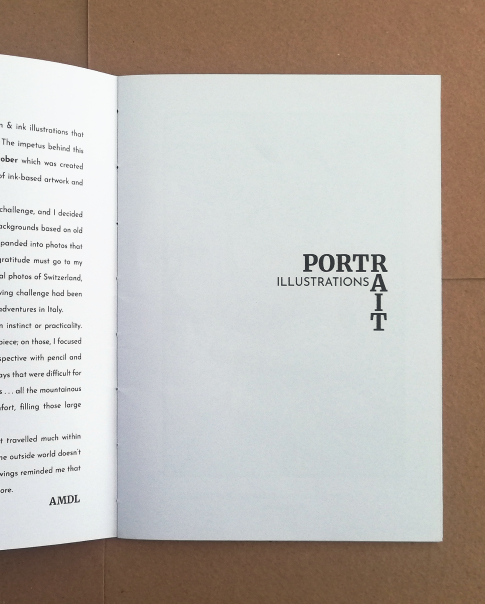 & ink illustrations that
The impetus behind this
ober which was created
of ink-based artwork and
challenge, and I decided
ackgrounds based on old
panded into photos that
gratitude must go to my
al photos of Switzerland,
ving challenge had been
adventures in Italy.
n instinct or practicality.
piece; on those, I focused
spective with pencil and
ays that were difficult for
s . . . all the mountainous
fort, filling those large
t travelled much within
he outside world doesn't
wings reminded me that
ore.
AMDL
PORTRAIT
ILLUSTRATIONS